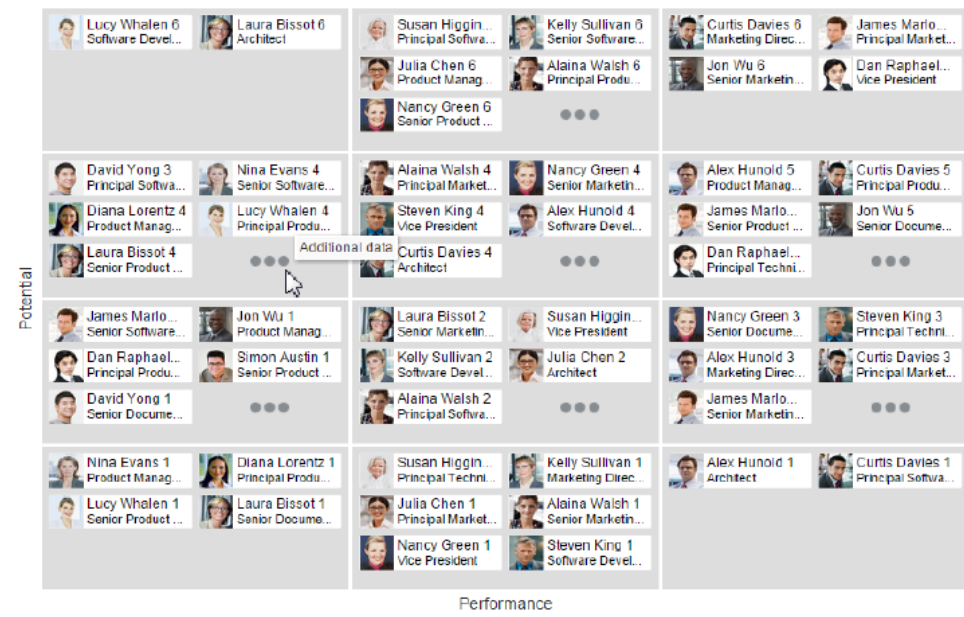 Lucy Whalen 6
Software Devel...
Laura Bissot 6
Architect
Susan Higgin...
Principal Softwa...
Kelly Sullivan 6
Senior Software...
Curtis Davies 6
Marketing Direc...
James Marlo...
Principal Market...
Julia Chen 6
Product Manag...
Alaina Walsh 6
Principal Produ...
Jon Wu 6
Senior Marketin...
Dan Raphael...
Vice President
Nancy Green 6
Senior Product ...
David Yong 3
Principal Softwa...
Nina Evans 4
Senior Software...
Alaina Walsh 4
Principal Market...
Nancy Green 4
Senior Marketin...
Alex Hunold 5
Product Manag...
Curtis Davies 5
Principal Produ...
Diana Lorentz 4
Product Manag...
Lucy Whalen 4
Principal Produ...
Steven King 4
Vice President
Alex Hunold 4
Software Devel...
James Marlo...
Senior Product ...
Jon Wu 5
Senior Docume...
Laura Bissot 4
Senior Product ...
Additional data
Curtis Davies 4
Architect
Dan Raphael...
Principal Techni...
Potential
James Marlo...
Senior Software...
Jon Wu 1
Product Manag...
Laura Bissot 2
Senior Marketin...
Susan Higgin...
Vice President
Nancy Green 3
Senior Docume...
Steven King 3
Principal Techni...
Dan Raphael...
Principal Produ...
Simon Austin 1
Senior Product ...
Kelly Sullivan 2
Software Devel...
Julia Chen 2
Architect
Alex Hunold 3
Marketing Direc...
Curtis Davies 3
Principal Market...
David Yong 1
Senior Docume...
Alaina Walsh 2
Principal Softwa...
James Marlo...
Senior Marketin...
Nina Evans 1
Product Manag...
Diana Lorentz 1
Principal Produ...
Susan Higgin...
Principal Techni...
Kelly Sullivan 1
Marketing Direc...
Alex Hunold 1
Architect
Curtis Davies 1
Principal Softwa...
Lucy Whalen 1
Senior Product ...
Laura Bissot 1
Senior Docume...
Julia Chen 1
Principal Market...
Alaina Walsh 1
Senior Marketin...
Nancy Green 1
Vice President
Steven King 1
Software Devel...
Performance